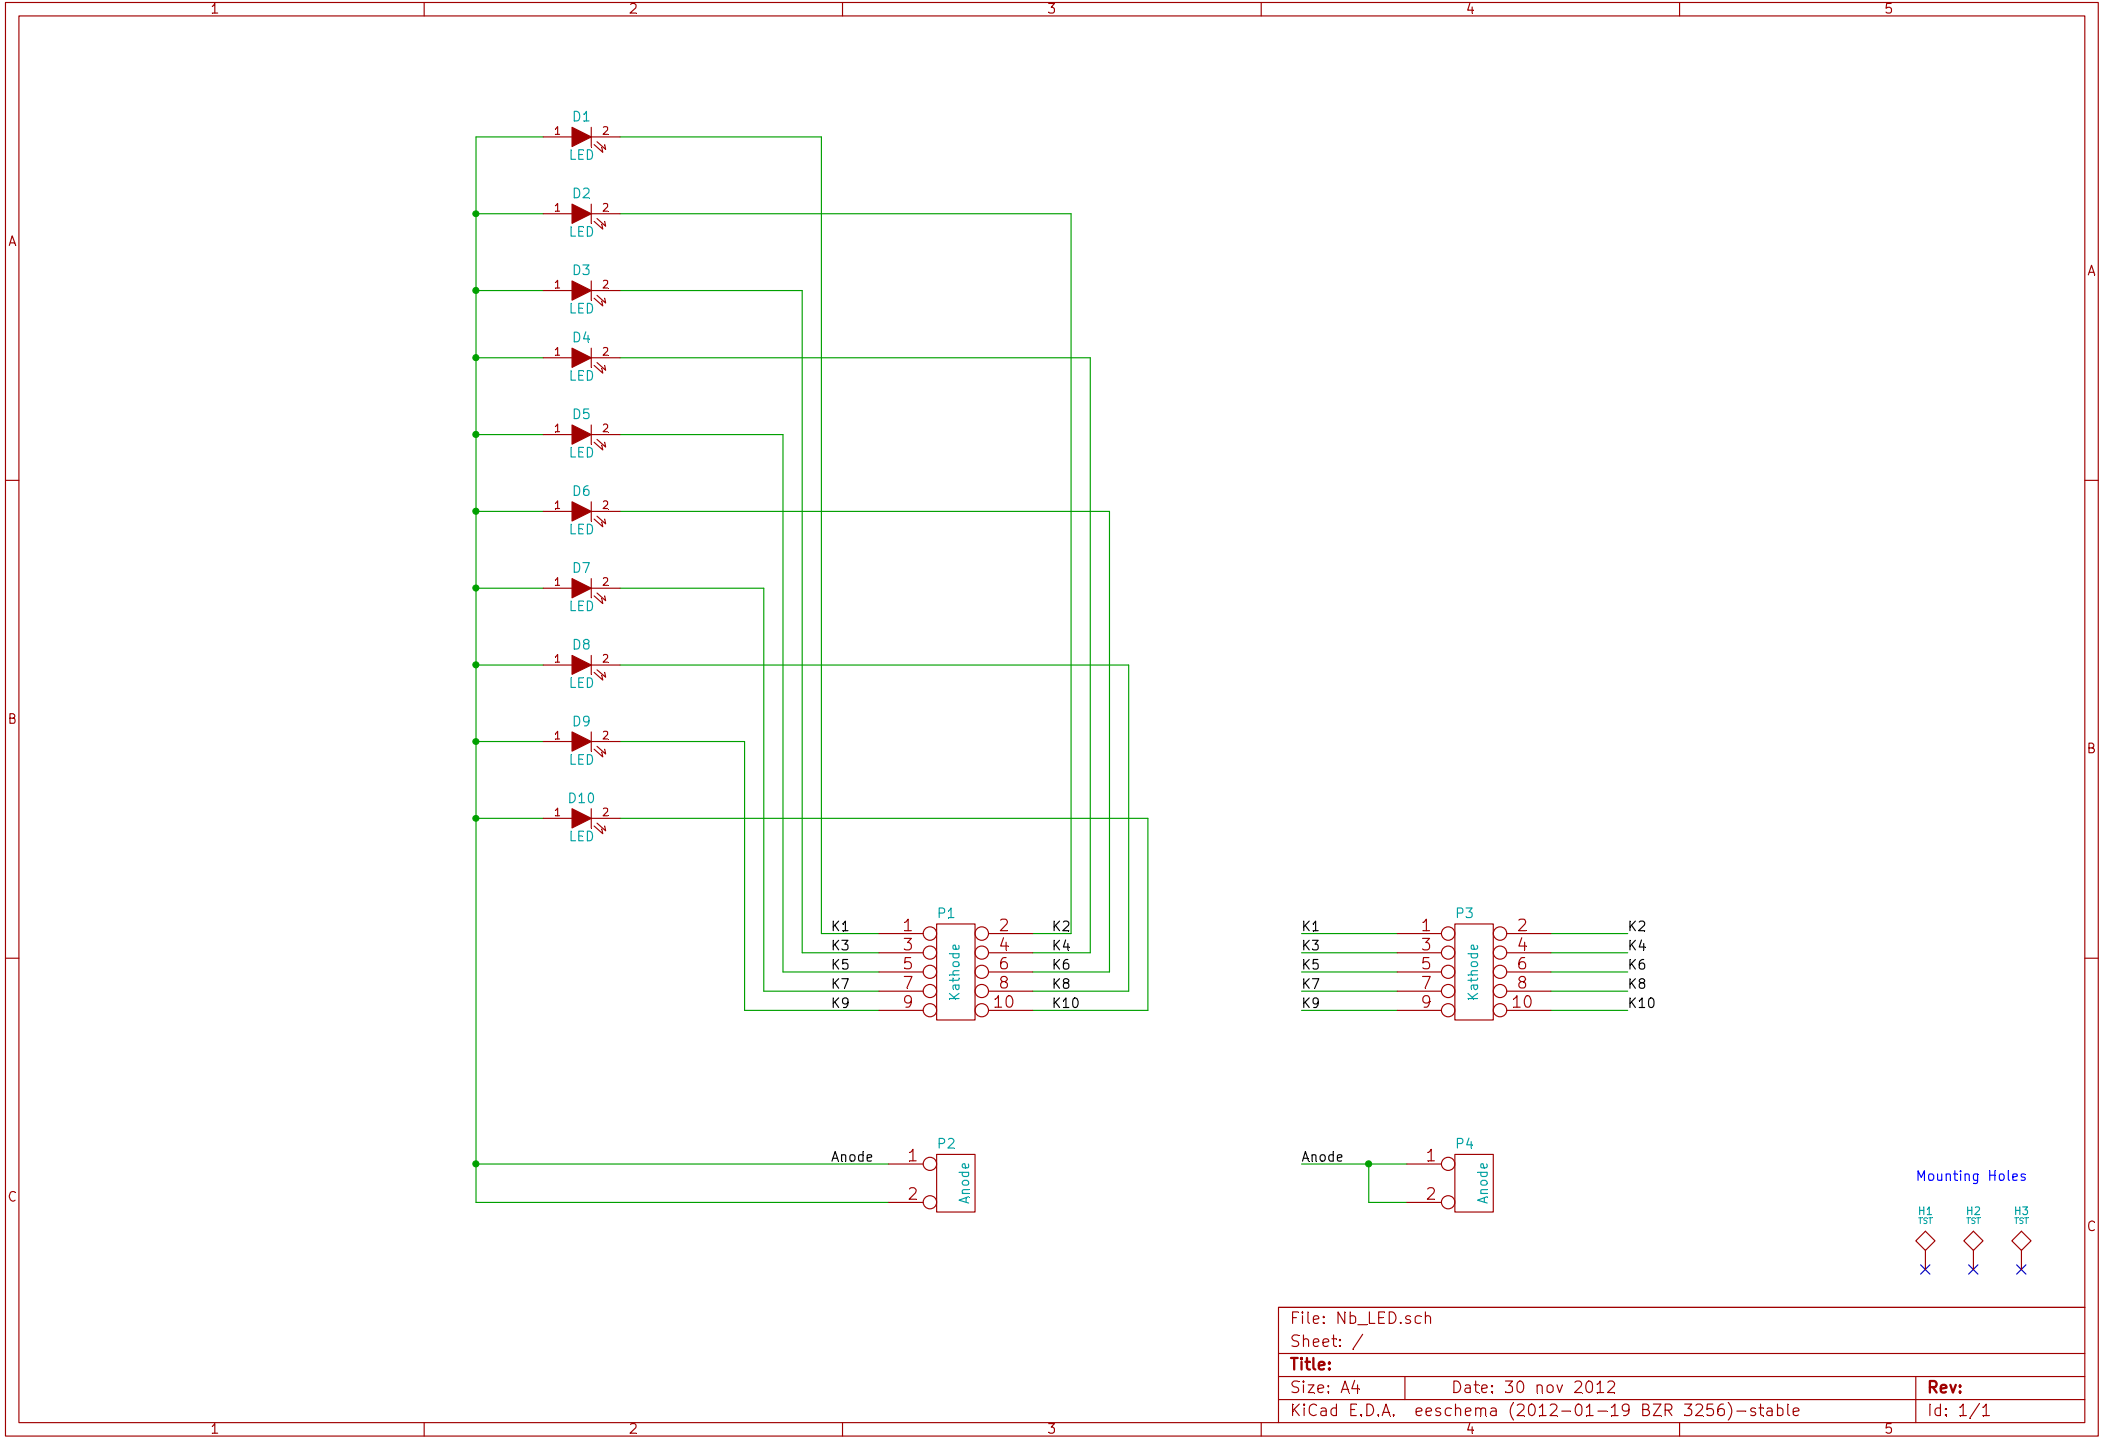 1 2 3 4 5
D1
1 2
LED
D2
1 2
LED
A
D3
1 2
LED
A
D4
1 2
LED
D5
1 2
LED
D6
1 2
LED
D7
1 2
LED
D8
1 2
LED
B
D9
1 2
LED
B
D10
1 2
LED
P1
K1 1 2 K2
K3 3 4 K4
K5 5 6 K6
K7 7 8 K8
K9 9 10 K10
Kathode
P3
K1 1 2 K2
K3 3 4 K4
K5 5 6 K6
K7 7 8 K8
K9 9 10 K10
Kathode
P2
Anode 1
2
Anode
P4
Anode 1
2
Anode
C
Mounting Holes
H1 H2 H3
TST TST TST
C
File: Nb_LED.sch
Sheet: /
Title:
Size: A4 Date: 30 nov 2012 Rev:
KiCad E.D.A. eeschema (2012-01-19 BZR 3256)-stable Id: 1/1
1 2 3 4 5